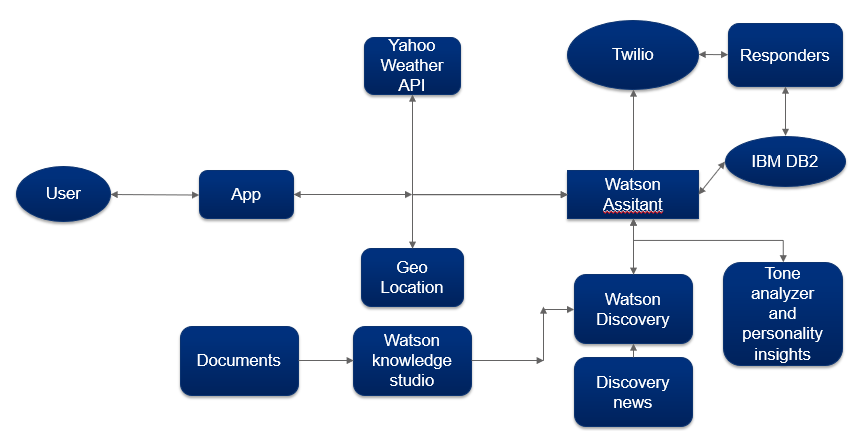 Yahoo
Weather
API
Twilio
Responders
IBM DB2
User
App
Watson
Assitant
Geo
Location
Watson
Discovery
Tone
analyzer
and
personality
insights
Documents
Watson
knowledge
studio
Discovery
news